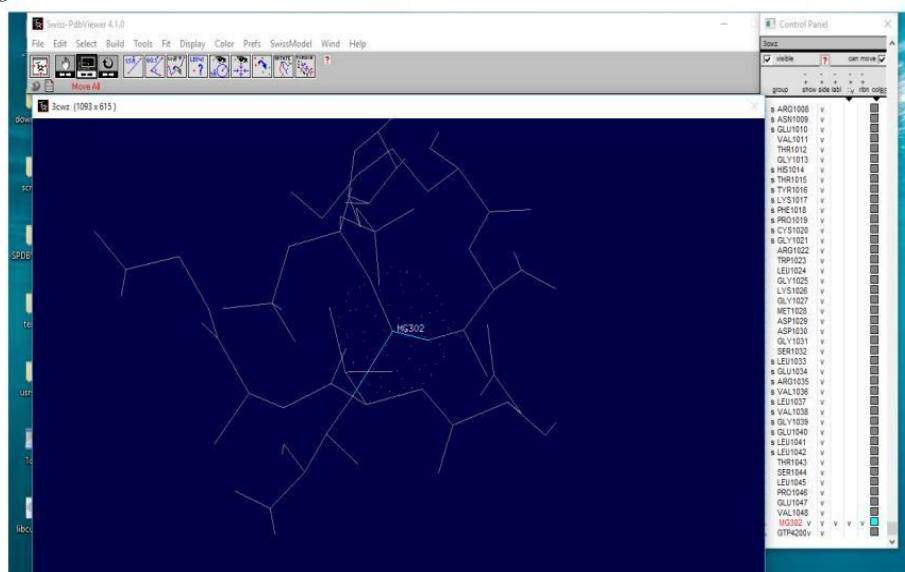 Swiss-PdbViewer 4.1.0
File Edit Select Build Tools Fit Display Color Prefs SwissModel Wind Help
Move All
3cwz (1093 x 615)
MG302
Control Panel
3cwz
visible ? can move
group show side labl ::v ribn col
s ARG1008 v
s ASN1009 v
s GLU1010 v
VAL1011 v
THR1012 v
GLY1013 v
s HIS1014 v
s THR1015 v
s TYR1016 v
s LYS1017 v
s PHE1018 v
s PRO1019 v
s CYS1020 v
s GLY1021 v
ARG1022 v
TRP1023 v
LEU1024 v
GLY1025 v
LYS1026 v
GLY1027 v
MET1028 v
ASP1029 v
ASP1030 v
GLY1031 v
SER1032 v
s LEU1033 v
s GLU1034 v
s ARG1035 v
s VAL1036 v
s LEU1037 v
s VAL1038 v
s GLY1039 v
s GLU1040 v
s LEU1041 v
s LEU1042 v
THR1043 v
SER1044 v
LEU1045 v
PRO1046 v
GLU1047 v
VAL1048 v
MG302 v v v v v
GTP4200v v v